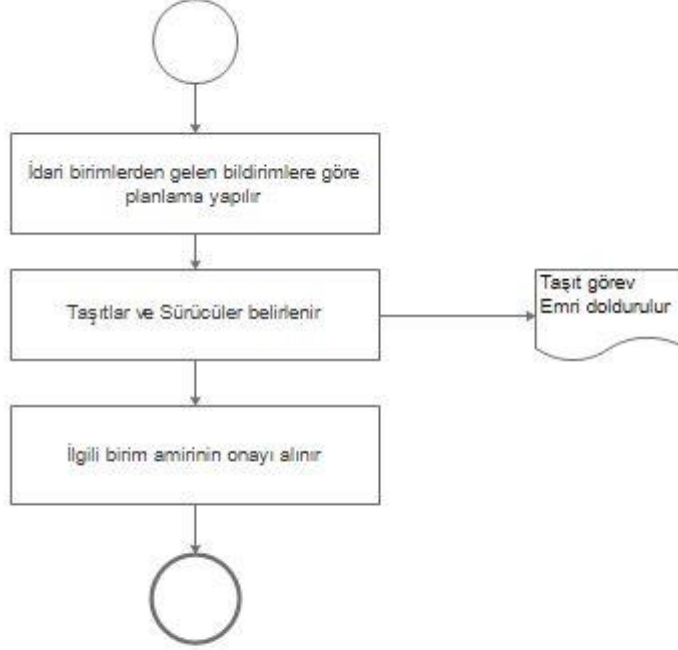 İdari birimlerden gelen bildirimlere göre
planlama yapılır
Taşıtlar ve Sürücüler belirlenir
Taşıt görev
Emri doldurulur
İlgili birim amirinin onayı alınır